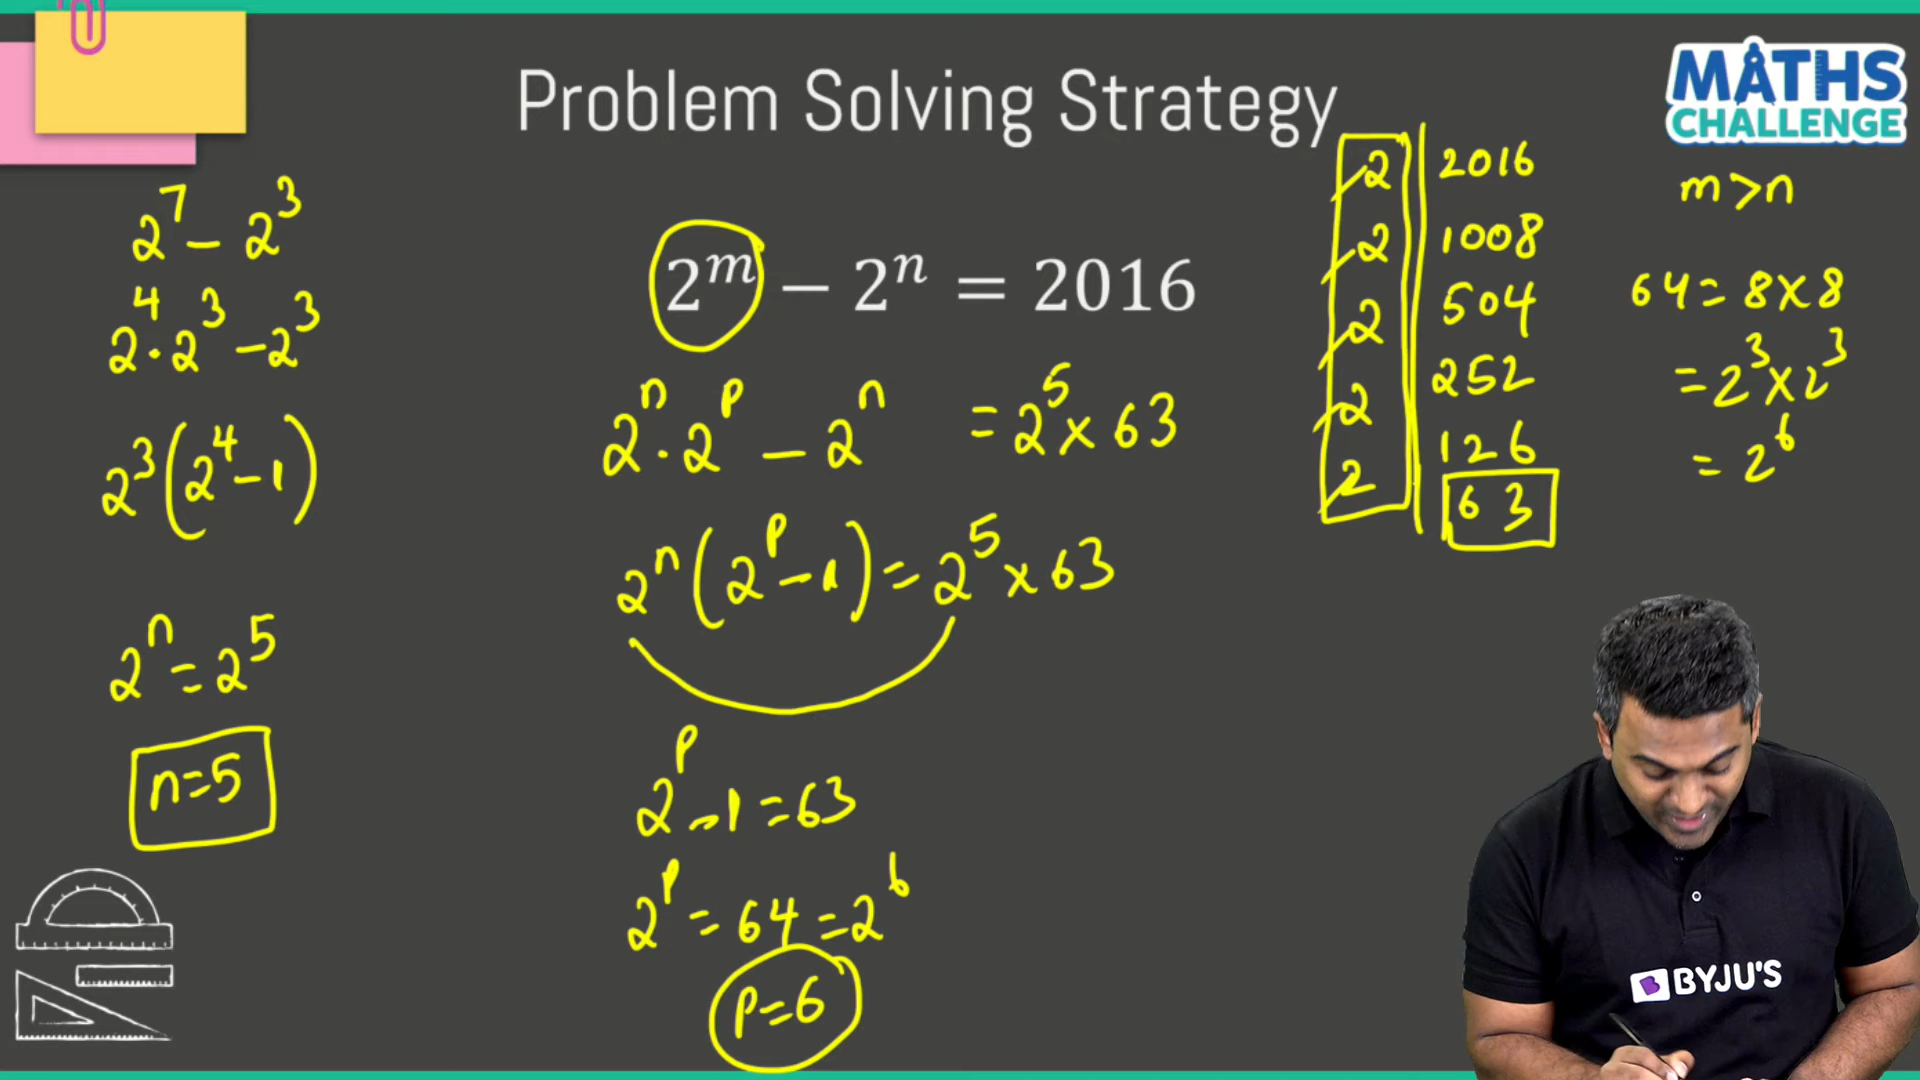 Problem Solving Strategy
MATHS
CHALLENGE
2^m − 2^n = 2016
2^7 − 2^3
2^4 · 2^3 − 2^3
2^3(2^4 − 1)
2^n = 2^5
n=5
2^n · 2^p − 2^n = 2^5 × 63
2^n(2^p − 1) = 2^5 × 63
2^p − 1 = 63
2^p = 64 = 2^6
p=6
2 | 2016
2 | 1008
2 | 504
2 | 252
2 | 126
63
m>n
64 = 8×8
= 2^3 × 2^3
= 2^6
BYJU'S